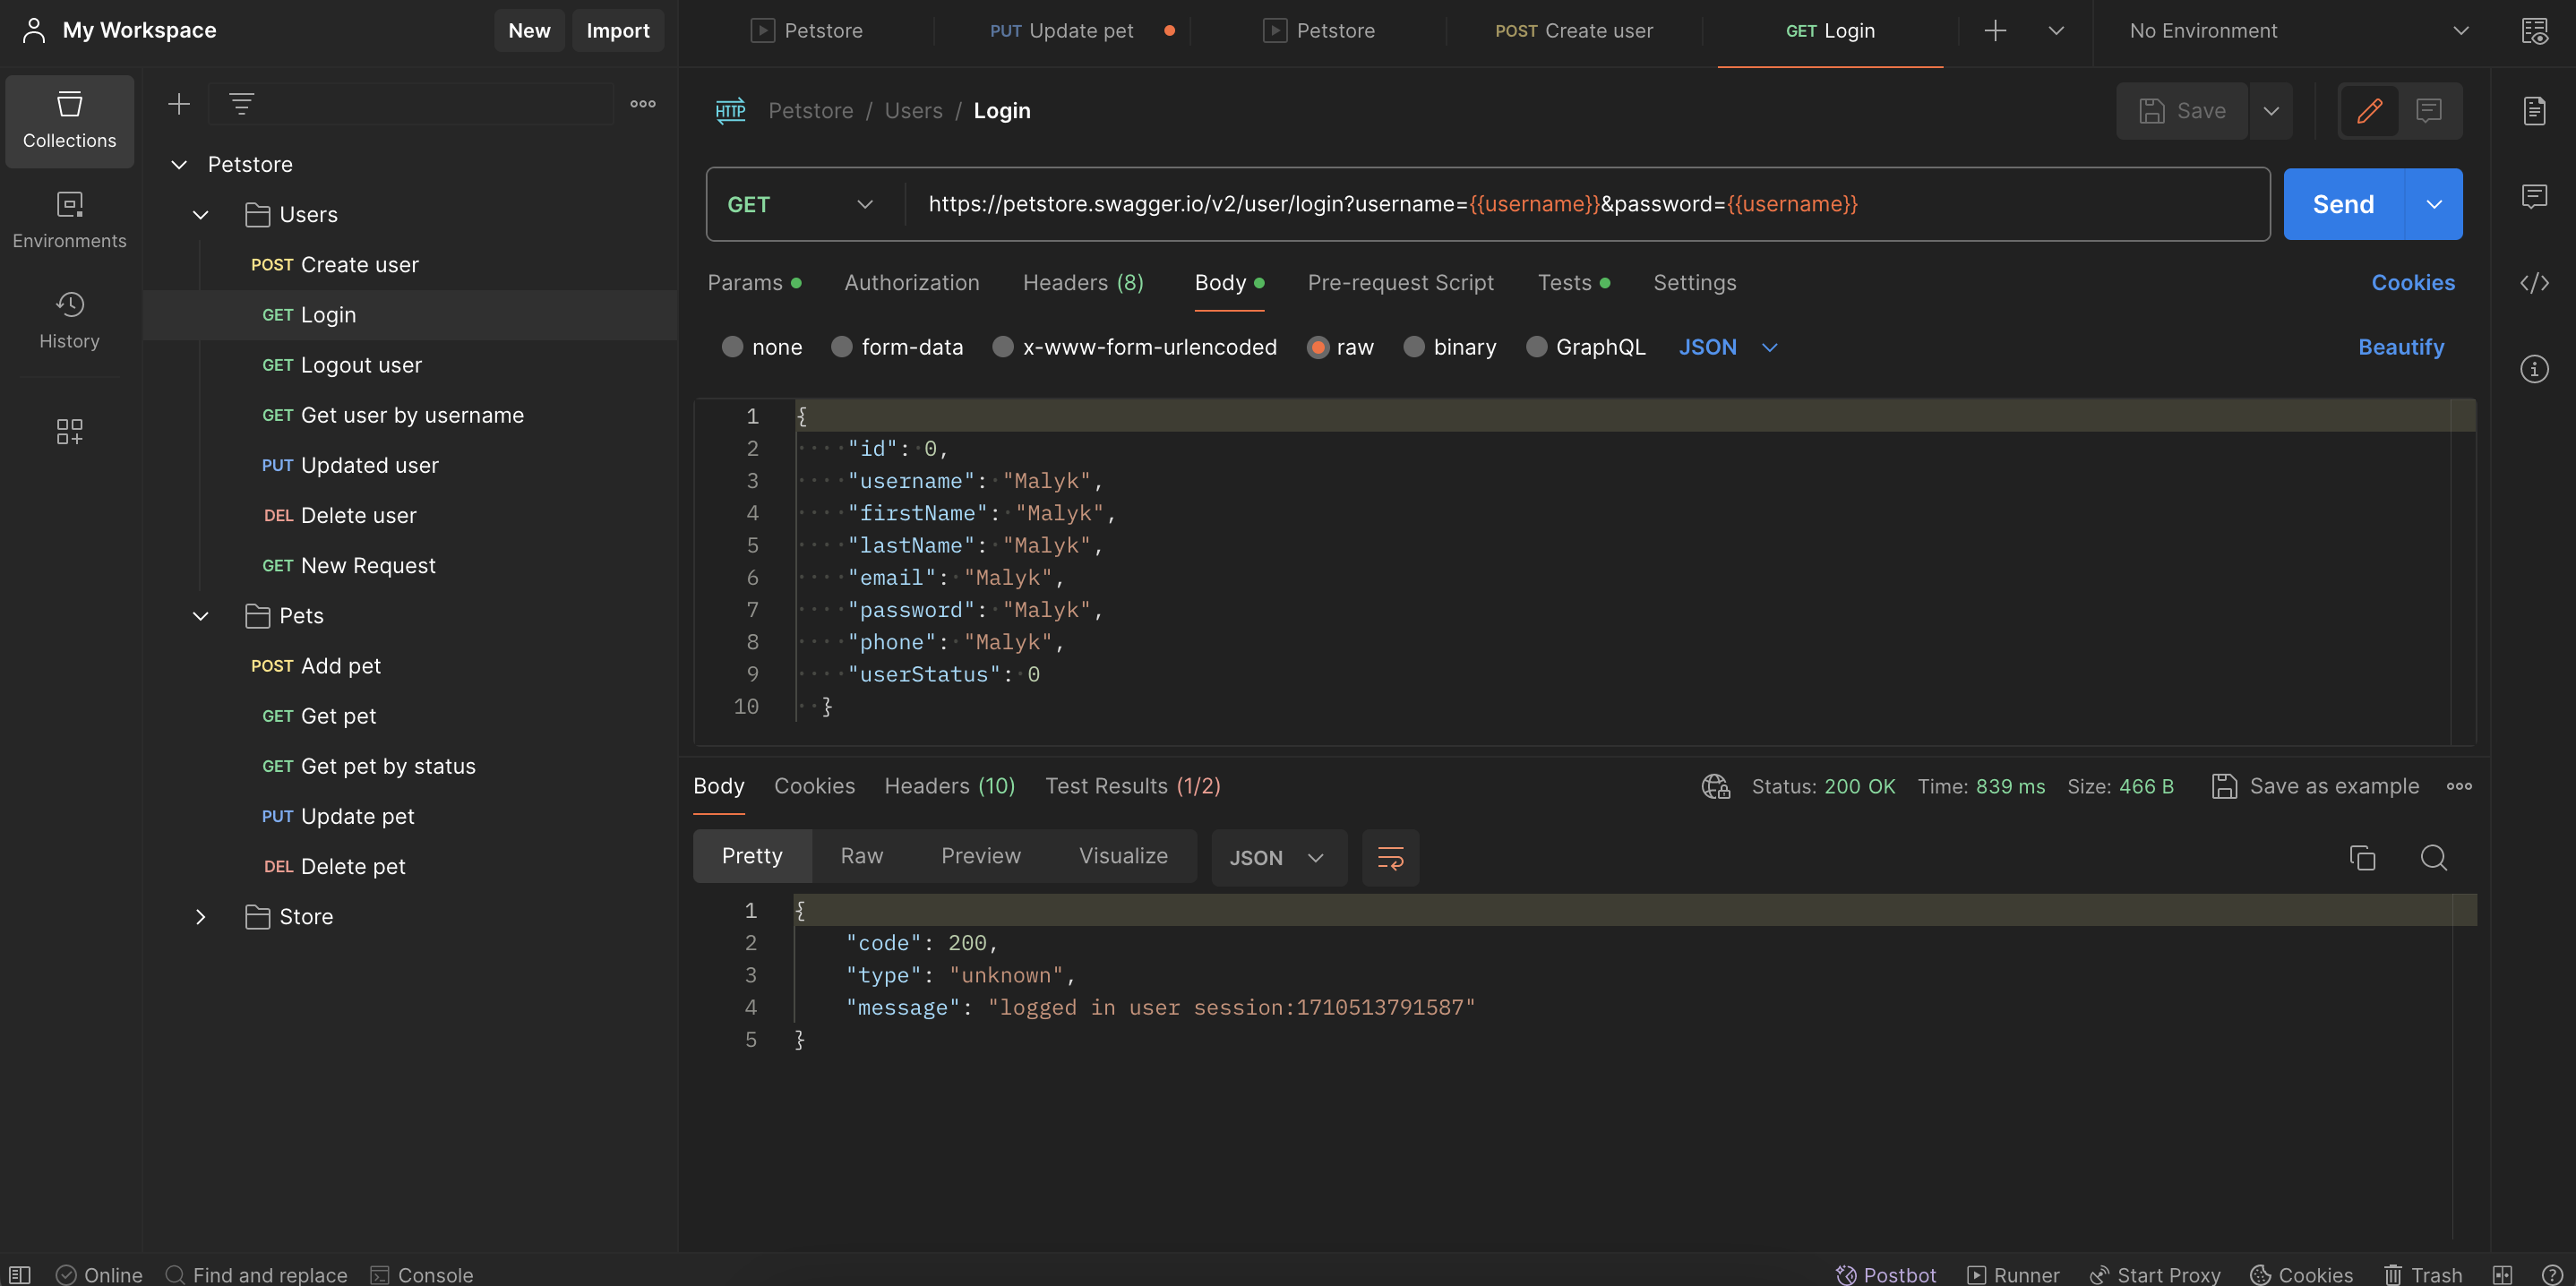 My Workspace
New
Import
Petstore
PUT Update pet
Petstore
POST Create user
GET Login
No Environment
Collections
Environments
History
Petstore
Users
POST Create user
GET Login
GET Logout user
GET Get user by username
PUT Updated user
DEL Delete user
GET New Request
Pets
POST Add pet
GET Get pet
GET Get pet by status
PUT Update pet
DEL Delete pet
Store
HTTP Petstore / Users / Login
Save
GET https://petstore.swagger.io/v2/user/login?username={{username}}&password={{username}}
Send
Params Authorization Headers (8) Body Pre-request Script Tests Settings Cookies
none form-data x-www-form-urlencoded raw binary GraphQL JSON Beautify
1 {
2 "id": 0,
3 "username": "Malyk",
4 "firstName": "Malyk",
5 "lastName": "Malyk",
6 "email": "Malyk",
7 "password": "Malyk",
8 "phone": "Malyk",
9 "userStatus": 0
10 }
Body Cookies Headers (10) Test Results (1/2) Status: 200 OK Time: 839 ms Size: 466 B Save as example
Pretty Raw Preview Visualize JSON
1 {
2 "code": 200,
3 "type": "unknown",
4 "message": "logged in user session:1710513791587"
5 }
Online Find and replace Console Postbot Runner Start Proxy Cookies Trash